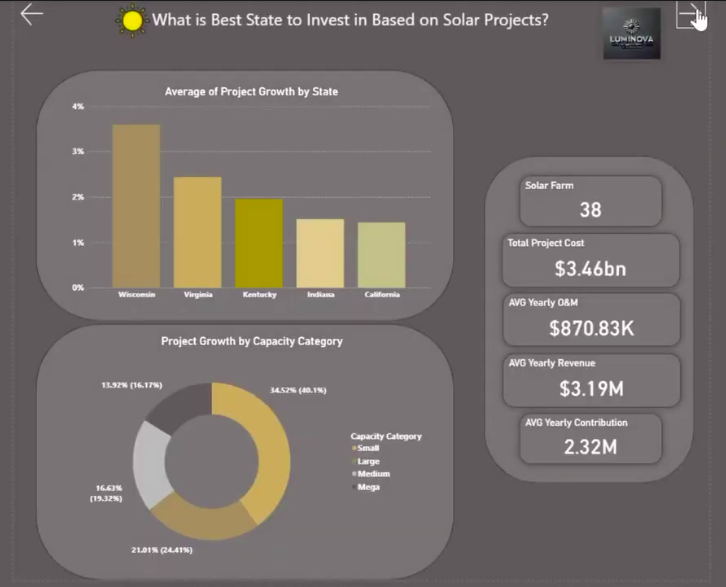 What is Best State to Invest in Based on Solar Projects?
LUMINOVA
Average of Project Growth by State
4%
3%
2%
1%
0%
Wisconsin
Virginia
Kentucky
Indiana
California
Project Growth by Capacity Category
13.92% (16.17%)
34.52% (40.1%)
16.63%
(19.32%)
21.01% (24.41%)
Capacity Category
Small
Large
Medium
Mega
Solar Farm
38
Total Project Cost
$3.46bn
AVG Yearly O&M
$870.83K
AVG Yearly Revenue
$3.19M
AVG Yearly Contribution
2.32M